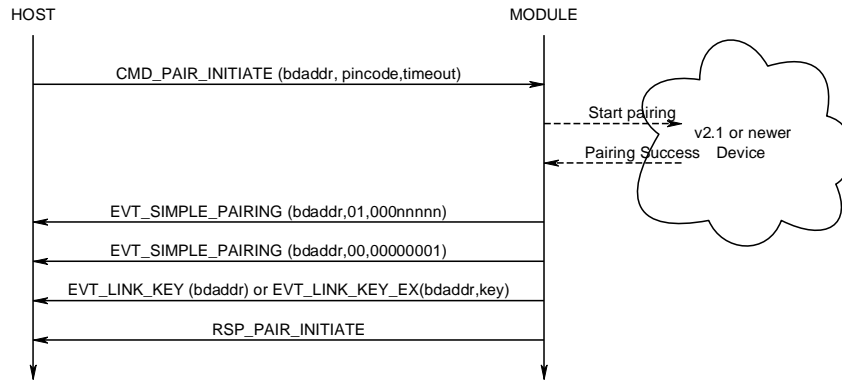 HOST
MODULE
CMD_PAIR_INITIATE (bdaddr, pincode,timeout)
Start pairing
v2.1 or newer
Device
Pairing Success
EVT_SIMPLE_PAIRING (bdaddr,01,000nnnnn)
EVT_SIMPLE_PAIRING (bdaddr,00,00000001)
EVT_LINK_KEY (bdaddr) or EVT_LINK_KEY_EX(bdaddr,key)
RSP_PAIR_INITIATE